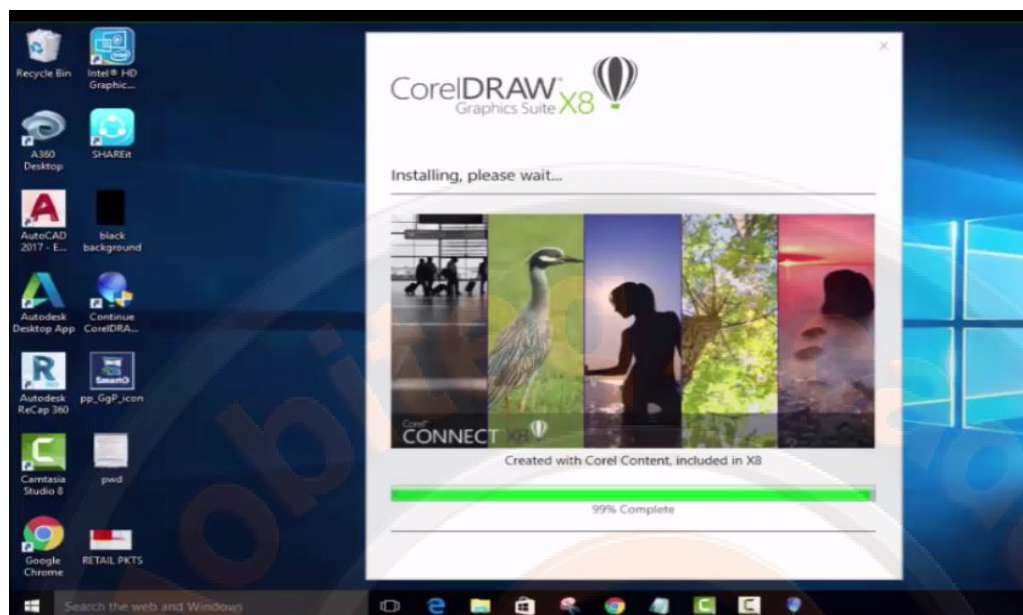 Recycle Bin
Intel® HD
Graphic...
A360
Desktop
SHAREit
AutoCAD
2017 - E...
black
background
Autodesk
Desktop App
Continue
CorelDRA...
Autodesk
ReCap 360
SmartO
pp_GgP_icon
Camtasia
Studio 8
pwd
Google
Chrome
RETAIL PKTS
CorelDRAW
Graphics Suite X8
Installing, please wait...
Corel
CONNECT X8
Created with Corel Content, included in X8
99% Complete
Search the web and Windows